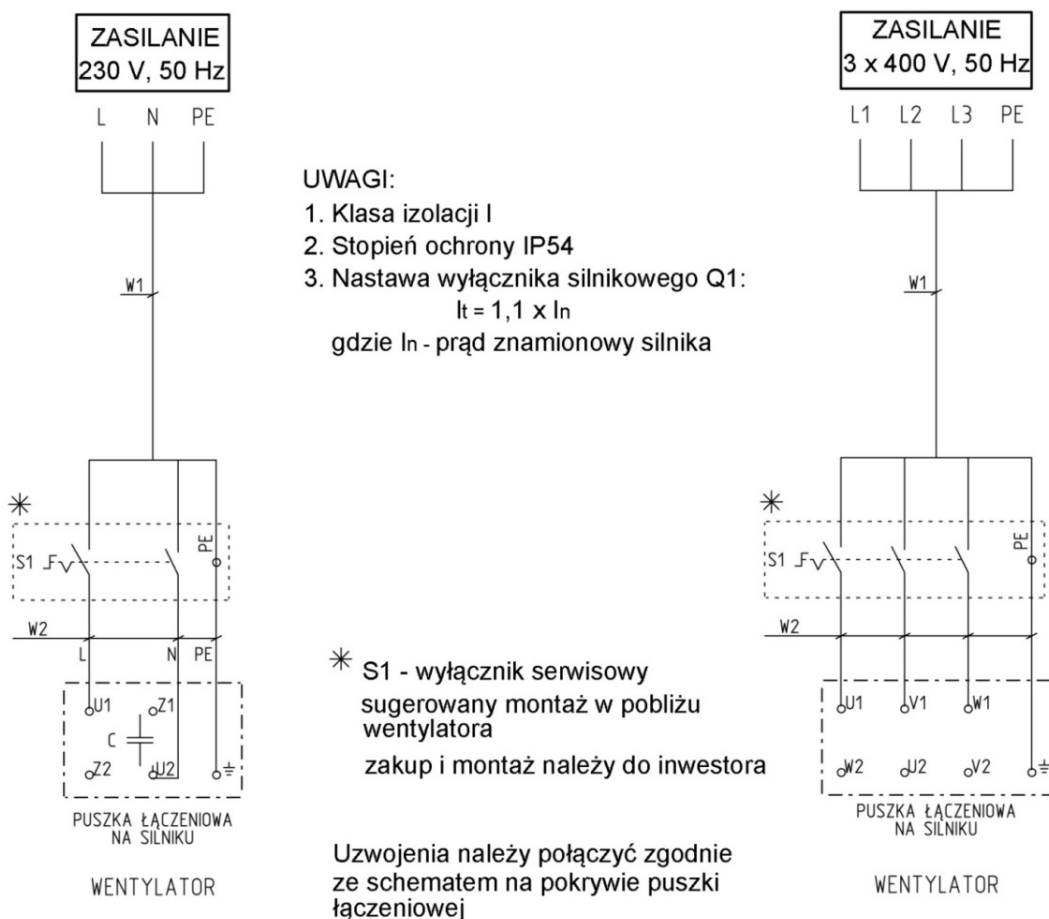 ZASILANIE
230 V, 50 Hz
L N PE
W1
S1
PE
W2
L N PE
U1 Z1
C
Z2 U2
PUSZKA ŁĄCZENIOWA
NA SILNIKU
WENTYLATOR
UWAGI:
1. Klasa izolacji I
2. Stopień ochrony IP54
3. Nastawa wyłącznika silnikowego Q1:
It = 1,1 x In
gdzie In - prąd znamionowy silnika
* S1 - wyłącznik serwisowy
sugerowany montaż w pobliżu
wentylatora
zakup i montaż należy do inwestora
Uzwojenia należy połączyć zgodnie
ze schematem na pokrywie puszki
łączeniowej
ZASILANIE
3 x 400 V, 50 Hz
L1 L2 L3 PE
W1
*
S1
PE
W2
U1 V1 W1
W2 U2 V2
PUSZKA ŁĄCZENIOWA
NA SILNIKU
WENTYLATOR